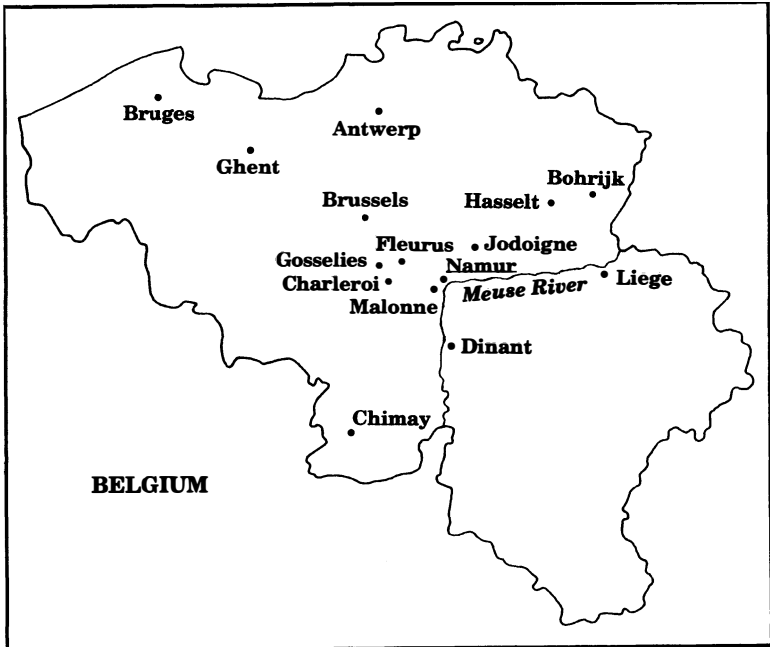 Bruges
Antwerp
Ghent
Bohrijk
Brussels
Hasselt
Fleurus
Jodoigne
Gosselies
Namur
Charleroi
Liege
Meuse River
Malonne
Dinant
Chimay
BELGIUM